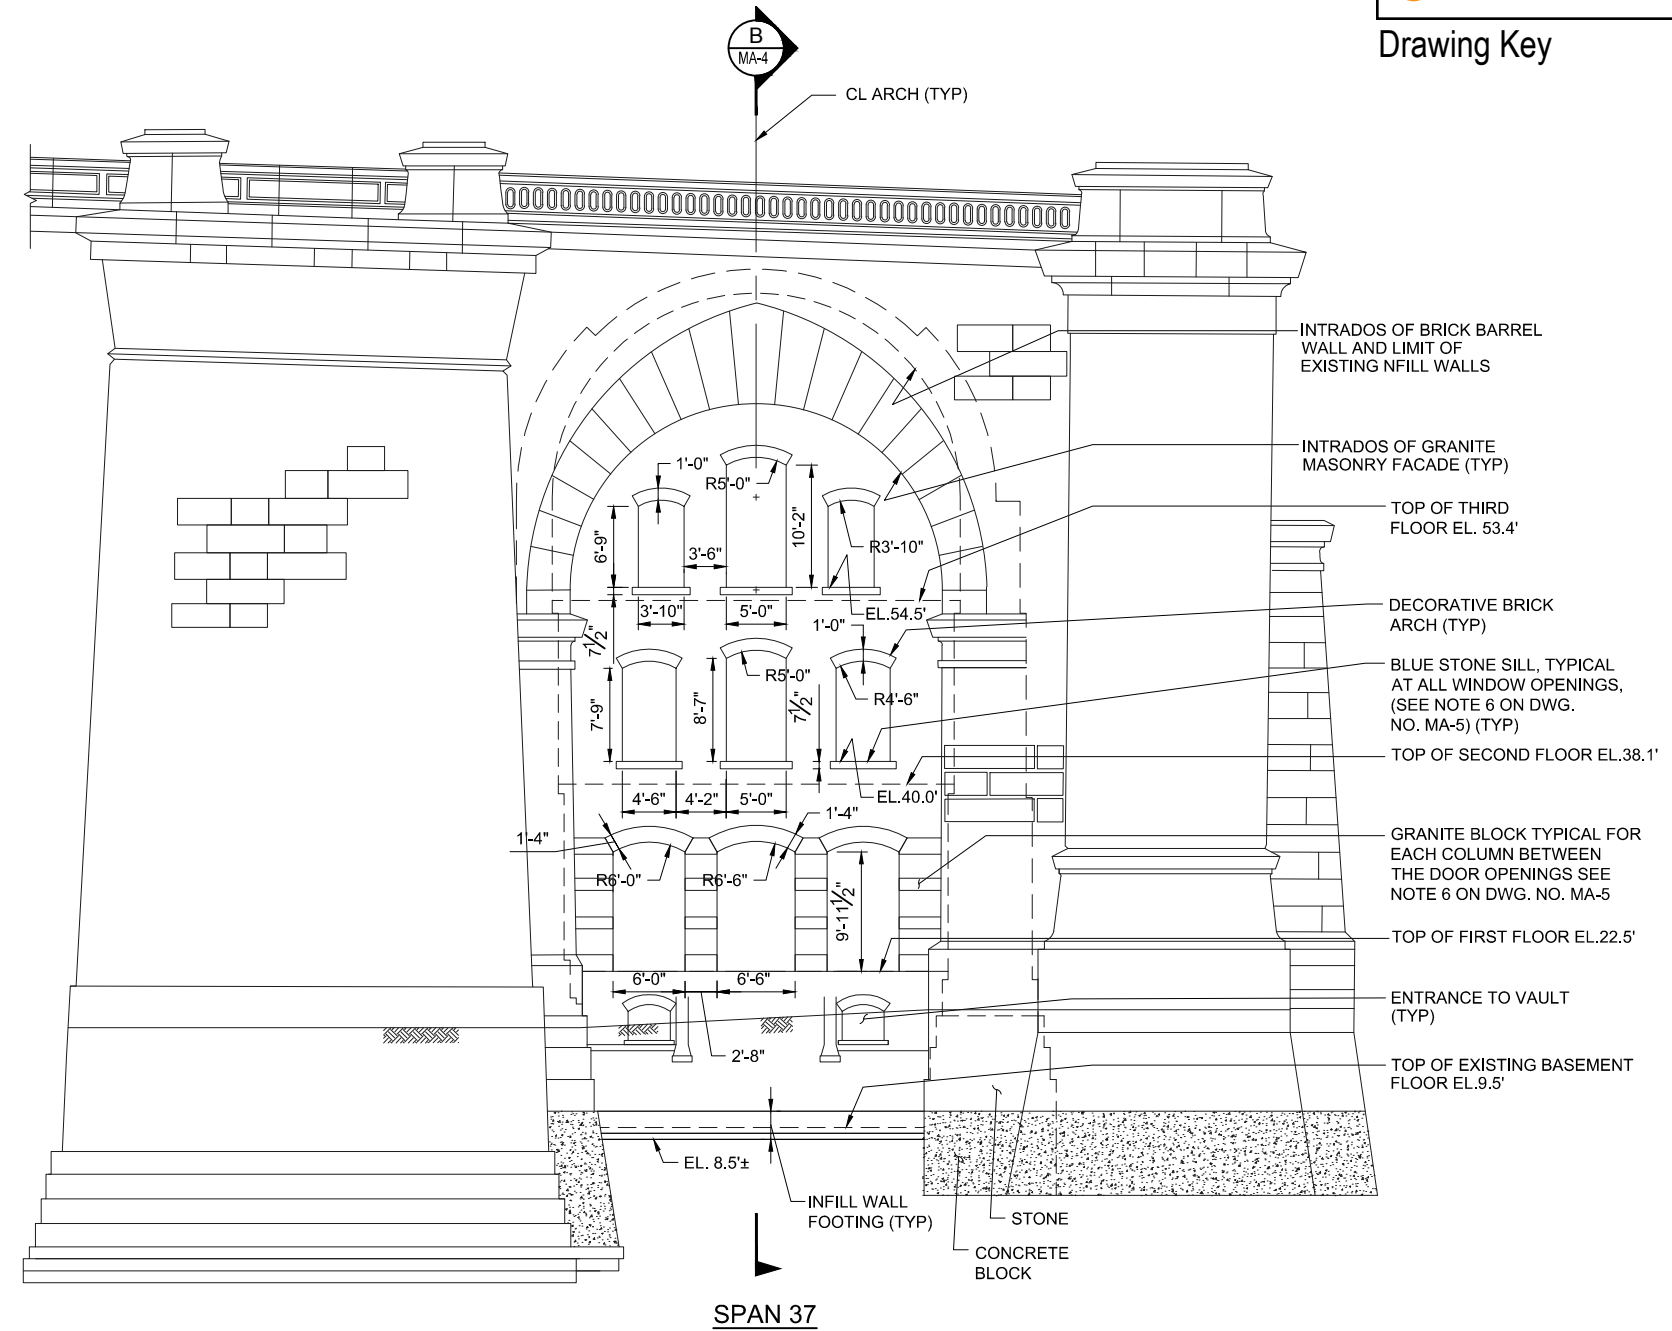 Drawing Key
B
MA-4
CL ARCH (TYP)
INTRADOS OF BRICK BARREL
WALL AND LIMIT OF
EXISTING NFILL WALLS
INTRADOS OF GRANITE
MASONRY FACADE (TYP)
TOP OF THIRD
FLOOR EL. 53.4'
DECORATIVE BRICK
ARCH (TYP)
BLUE STONE SILL, TYPICAL
AT ALL WINDOW OPENINGS,
(SEE NOTE 6 ON DWG.
NO. MA-5) (TYP)
TOP OF SECOND FLOOR EL.38.1'
GRANITE BLOCK TYPICAL FOR
EACH COLUMN BETWEEN
THE DOOR OPENINGS SEE
NOTE 6 ON DWG. NO. MA-5
TOP OF FIRST FLOOR EL.22.5'
ENTRANCE TO VAULT
(TYP)
TOP OF EXISTING BASEMENT
FLOOR EL.9.5'
1'-0"
R5'-0"
6'-9"
3'-6"
10'-2"
R3'-10"
3'-10"
5'-0"
EL.54.5'
7½"
1'-0"
R5'-0"
R4'-6"
7'-9"
8'-7"
7½"
EL.40.0'
4'-6"
4'-2"
5'-0"
1'-4"
1'-4"
R6'-0"
R6'-6"
9'-11½"
6'-0"
6'-6"
2'-8"
EL. 8.5'±
INFILL WALL
FOOTING (TYP)
STONE
CONCRETE
BLOCK
SPAN 37